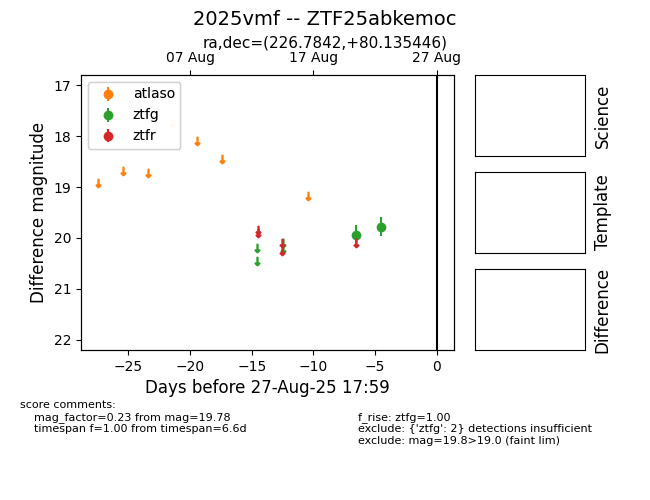 2025vmf -- ZTF25abkemoc
ra,dec=(226.7842,+80.135446)
07 Aug 17 Aug 27 Aug
atlaso
ztfg
ztfr
17
18
19
20
21
22
Difference magnitude
−25 −20 −15 −10 −5 0
Days before 27-Aug-25 17:59
Science
Template
Difference
score comments:
mag_factor=0.23 from mag=19.78
timespan f=1.00 from timespan=6.6d
f_rise: ztfg=1.00
exclude: {'ztfg': 2} detections insufficient
exclude: mag=19.8>19.0 (faint lim)